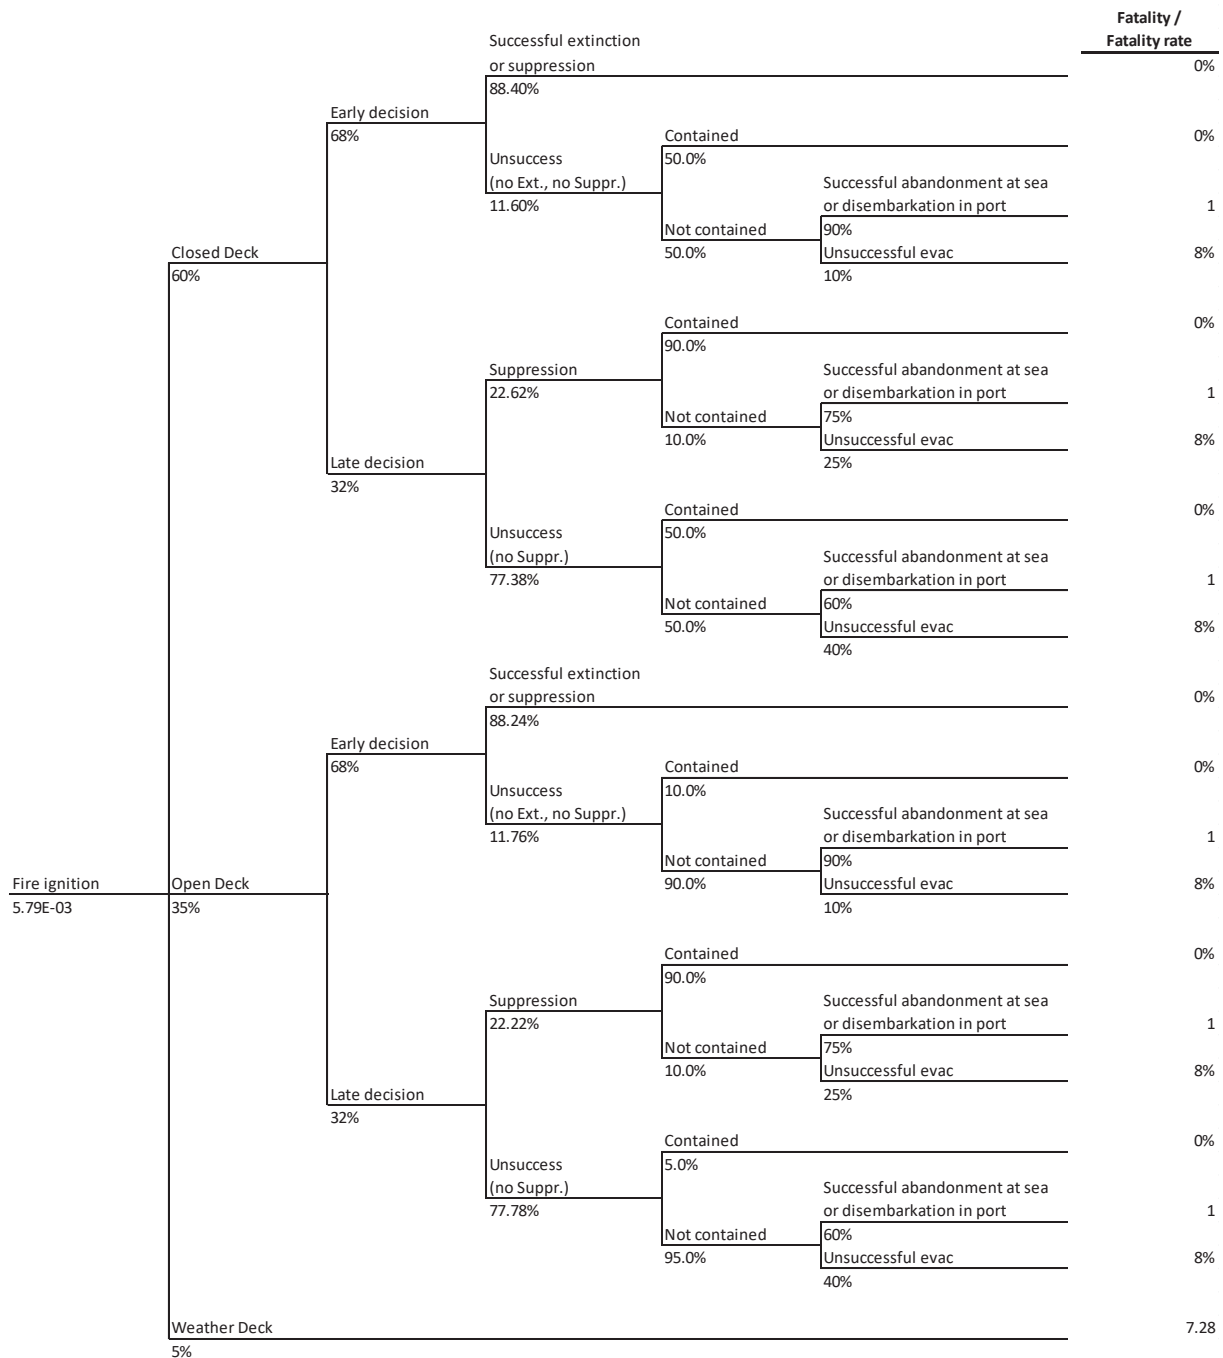 Fatality /
Fatality rate
Successful extinction
or suppression
0%
88.40%
Early decision
68%
Contained
0%
50.0%
Unsuccess
(no Ext., no Suppr.)
11.60%
Successful abandonment at sea
or disembarkation in port
1
90%
Not contained
50.0%
Unsuccessful evac
8%
10%
Closed Deck
60%
Contained
0%
90.0%
Suppression
22.62%
Successful abandonment at sea
or disembarkation in port
1
75%
Not contained
10.0%
Unsuccessful evac
8%
25%
Late decision
32%
Contained
0%
50.0%
Unsuccess
(no Suppr.)
77.38%
Successful abandonment at sea
or disembarkation in port
1
60%
Not contained
50.0%
Unsuccessful evac
8%
40%
Successful extinction
or suppression
0%
88.24%
Early decision
68%
Contained
0%
10.0%
Unsuccess
(no Ext., no Suppr.)
11.76%
Successful abandonment at sea
or disembarkation in port
1
90%
Not contained
90.0%
Unsuccessful evac
8%
10%
Fire ignition
5.79E-03
Open Deck
35%
Contained
0%
90.0%
Suppression
22.22%
Successful abandonment at sea
or disembarkation in port
1
75%
Not contained
10.0%
Unsuccessful evac
8%
25%
Late decision
32%
Contained
0%
5.0%
Unsuccess
(no Suppr.)
77.78%
Successful abandonment at sea
or disembarkation in port
1
60%
Not contained
95.0%
Unsuccessful evac
8%
40%
Weather Deck
7.28
5%